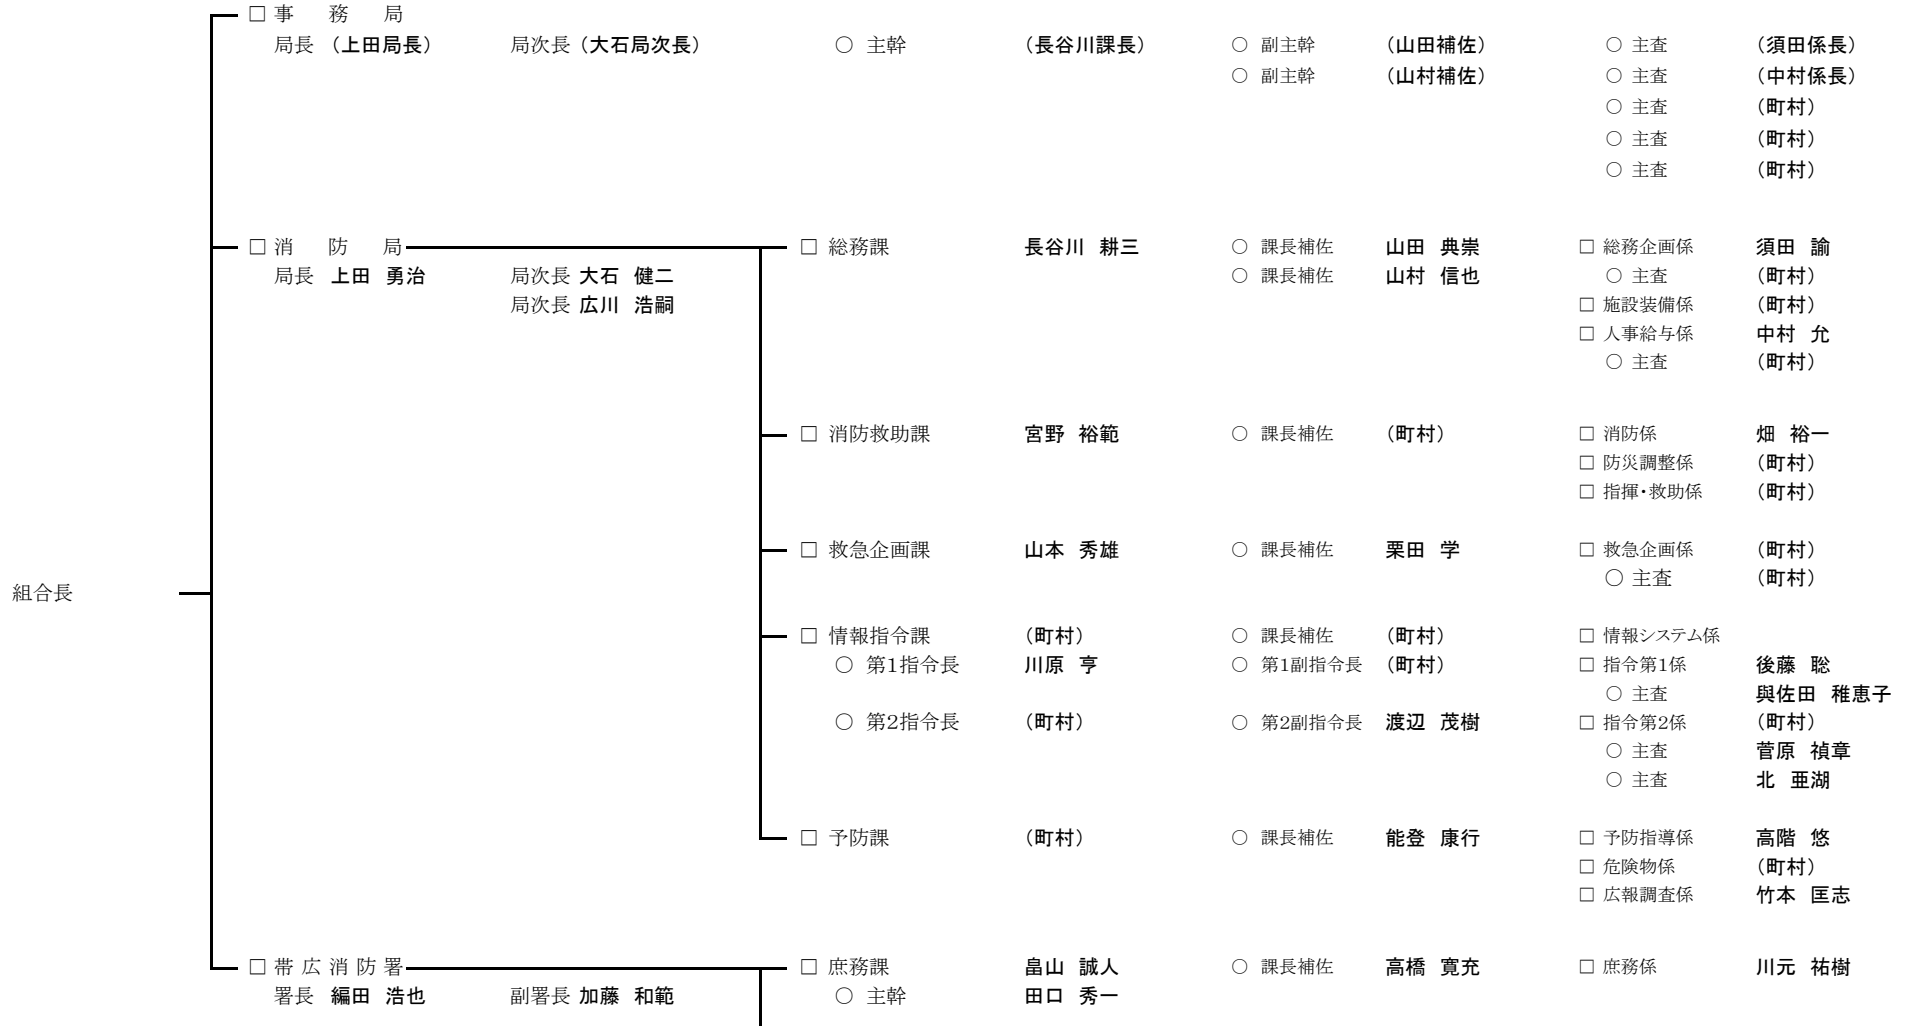 □ 事 務 局
局長 （上田局長） 局次長（大石局次長） ○ 主幹 （長谷川課長） ○ 副主幹 （山田補佐） ○ 主査 （須田係長）
○ 副主幹 （山村補佐） ○ 主査 （中村係長）
○ 主査 （町村）
○ 主査 （町村）
○ 主査 （町村）
□ 消 防 局 □ 総務課 長谷川 耕三 ○ 課長補佐 山田 典崇 □ 総務企画係 須田 諭
局長 上田 勇治 局次長 大石 健二 ○ 課長補佐 山村 信也 ○ 主査 （町村）
局次長 広川 浩嗣 □ 施設装備係 （町村）
□ 人事給与係 中村 允
○ 主査 （町村）
□ 消防救助課 宮野 裕範 ○ 課長補佐 （町村） □ 消防係 畑 裕一
□ 防災調整係 （町村）
□ 指揮・救助係 （町村）
□ 救急企画課 山本 秀雄 ○ 課長補佐 栗田 学 □ 救急企画係 （町村）
○ 主査 （町村）
組合長
□ 情報指令課 （町村） ○ 課長補佐 （町村） □ 情報システム係
○ 第1指令長 川原 亨 ○ 第1副指令長 （町村） □ 指令第1係 後藤 聡
○ 主査 與佐田 稚恵子
○ 第2指令長 （町村） ○ 第2副指令長 渡辺 茂樹 □ 指令第2係 （町村）
○ 主査 菅原 禎章
○ 主査 北 亜湖
□ 予防課 （町村） ○ 課長補佐 能登 康行 □ 予防指導係 高階 悠
□ 危険物係 （町村）
□ 広報調査係 竹本 匡志
□ 帯広消防署 □ 庶務課 畠山 誠人 ○ 課長補佐 高橋 寛充 □ 庶務係 川元 祐樹
署長 編田 浩也 副署長 加藤 和範 ○ 主幹 田口 秀一